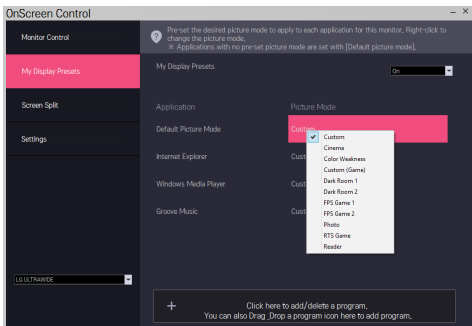 OnScreen Control
Monitor Control
My Display Presets
Screen Split
Settings
LG ULTRAWIDE
Pre-set the desired picture mode to apply to each application for this monitor, Right-click to
change the picture mode.
※ Applications with no pre-set picture mode are set with [Default picture mode].
My Display Presets
On
Application Picture Mode
Default Picture Mode Custom
Internet Explorer Cust
Windows Media Player Cust
Groove Music Cust
Custom
Cinema
Color Weakness
Custom (Game)
Dark Room 1
Dark Room 2
FPS Game 1
FPS Game 2
Photo
RTS Game
Reader
+ Click here to add/delete a program.
You can also Drag_Drop a program icon here to add program.